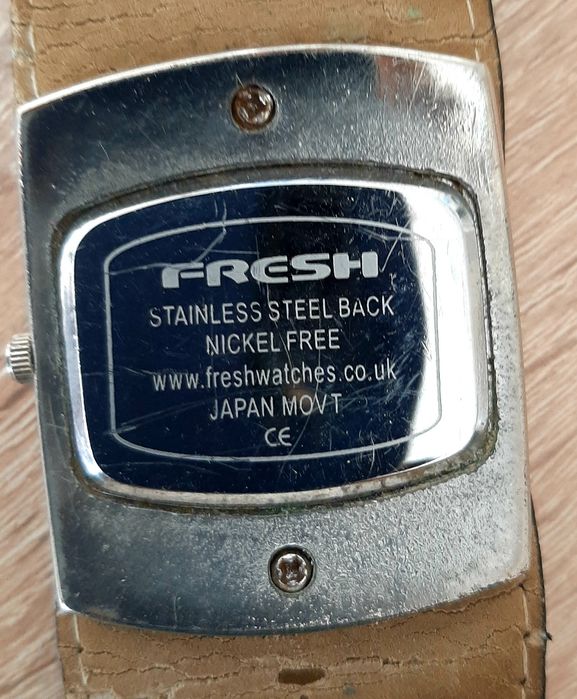 FRESH
STAINLESS STEEL BACK
NICKEL FREE
www.freshwatches.co.uk
JAPAN MOVT
CE